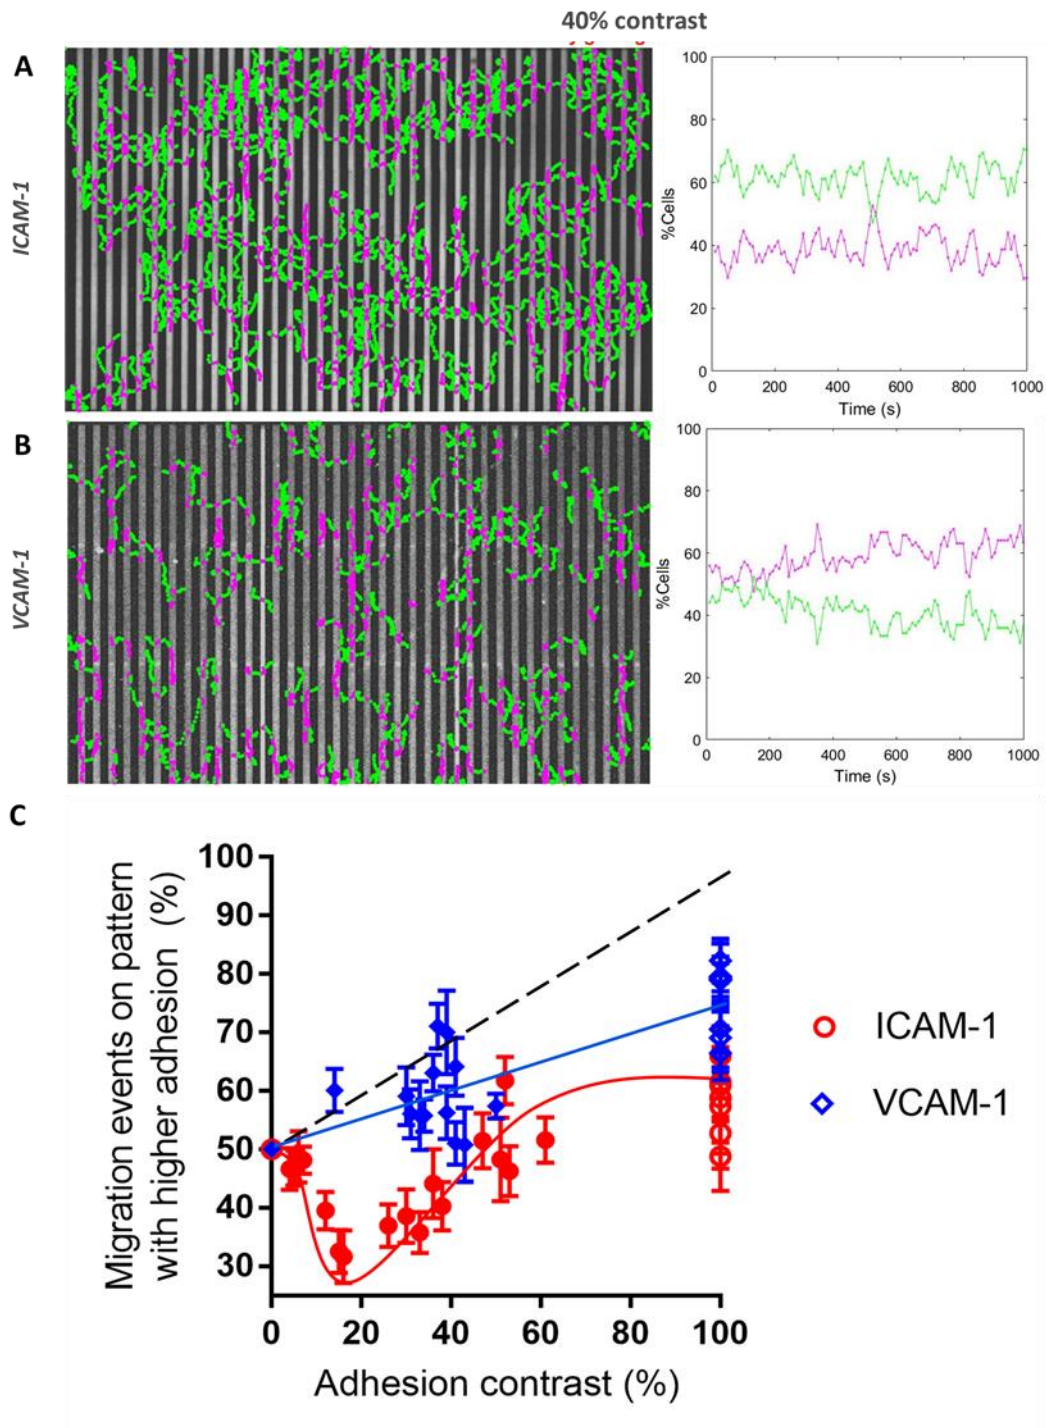 40% contrast
A
ICAM-1
100
80
60
40
20
0
%Cells
0 200 400 600 800 1000
Time (s)
B
VCAM-1
100
80
60
40
20
0
%Cells
0 200 400 600 800 1000
Time (s)
C
Migration events on pattern
with higher adhesion (%)
100
90
80
70
60
50
40
30
0 20 40 60 80 100
Adhesion contrast (%)
ICAM-1
VCAM-1